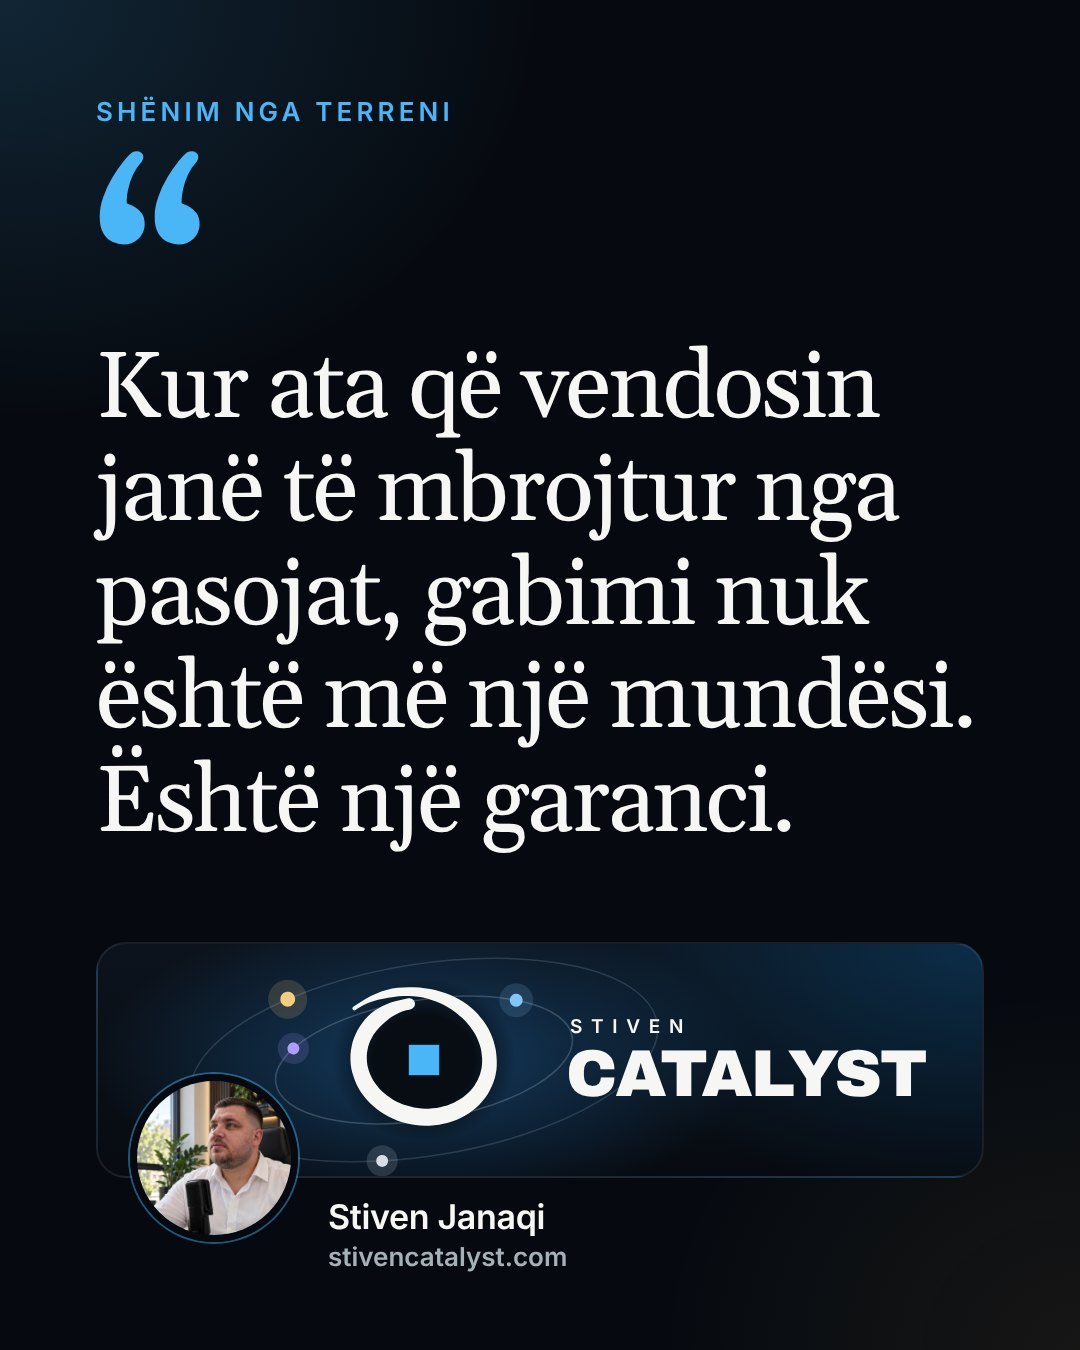 SHËNIM NGA TERRENI
“
Kur ata që vendosin
janë të mbrojtur nga
pasojat, gabimi nuk
është më një mundësi.
Është një garanci.
STIVEN
CATALYST
Stiven Janaqi
stivencatalyst.com